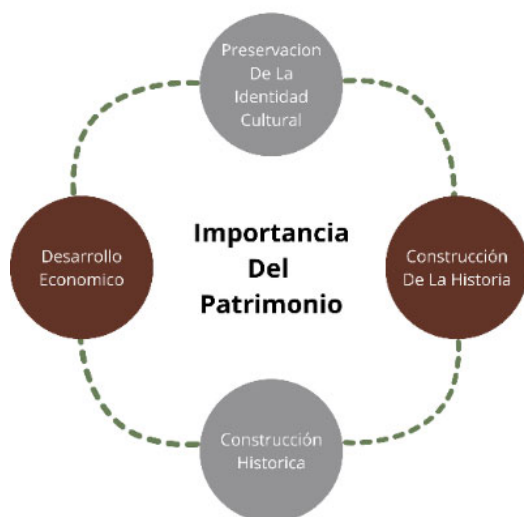 Preservacion
De La
Identidad
Cultural
Desarrollo
Economico
Importancia
Del
Patrimonio
Construcción
De La Historia
Construcción
Historica